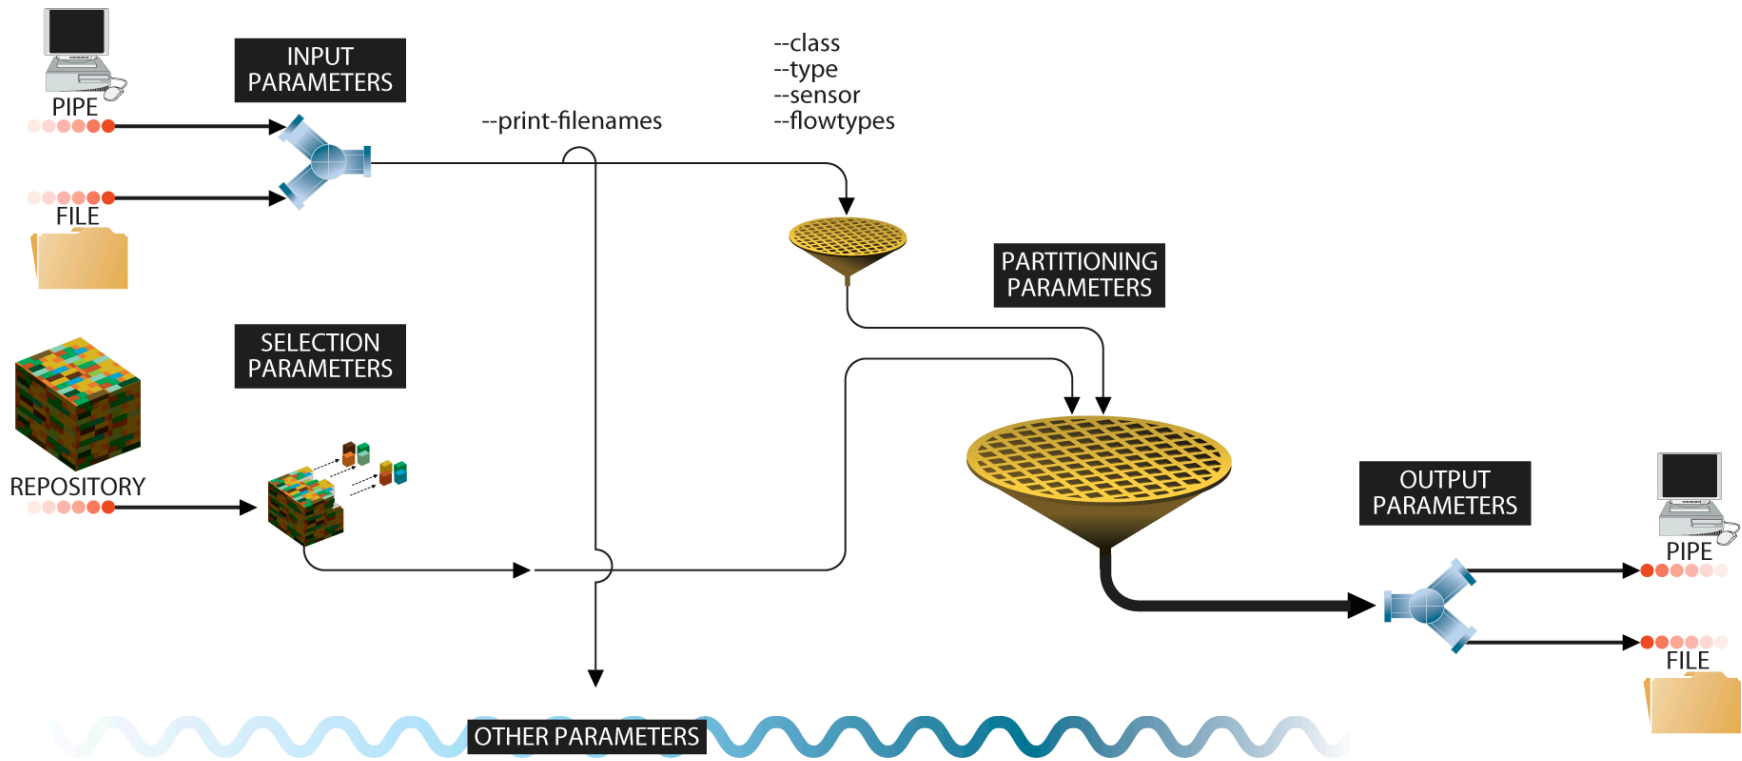 INPUT
PARAMETERS
PIPE
FILE
--print-filenames
--class
--type
--sensor
--flowtypes
PARTITIONING
PARAMETERS
SELECTION
PARAMETERS
REPOSITORY
OUTPUT
PARAMETERS
PIPE
FILE
OTHER PARAMETERS